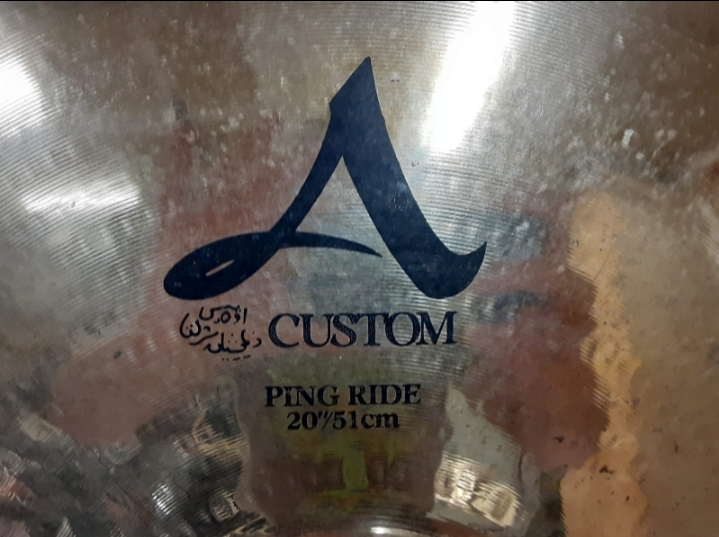 A
CUSTOM
PING RIDE
20"/51cm